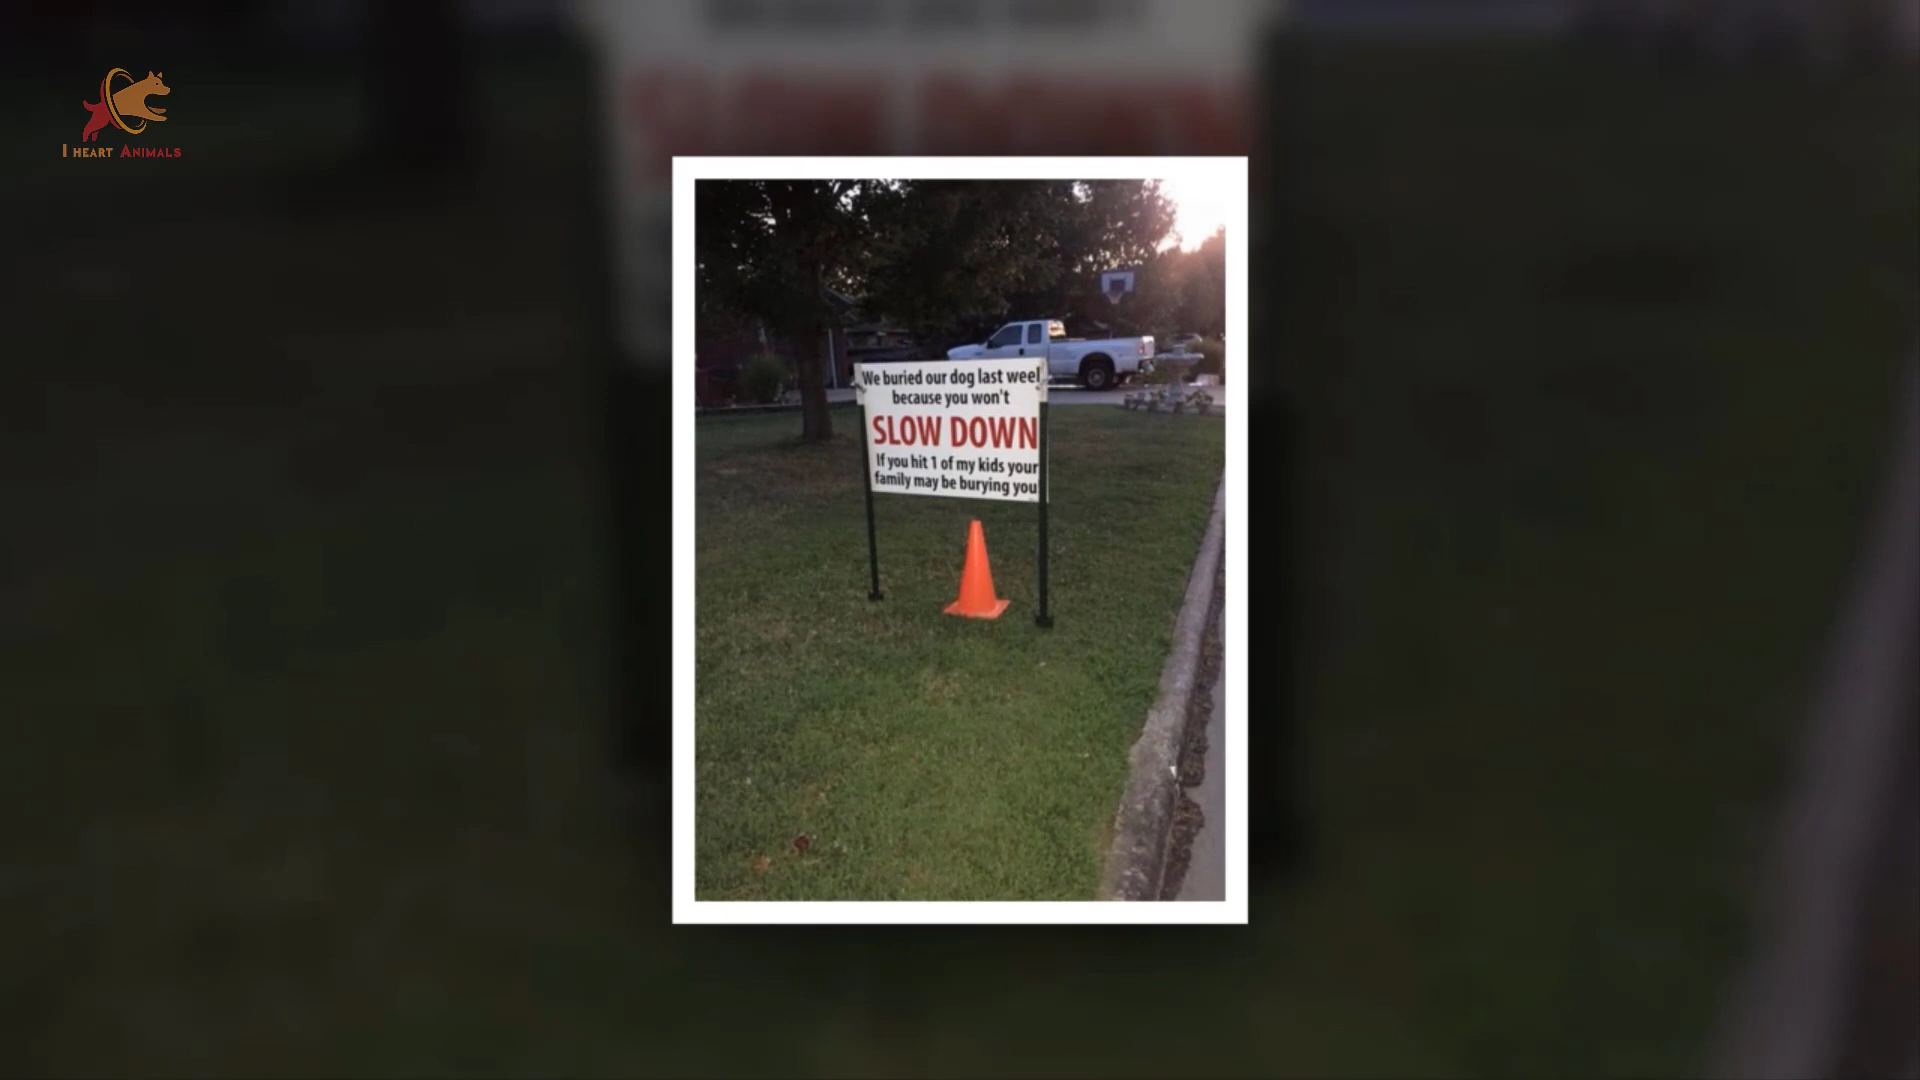 I HEART ANIMALS
We buried our dog last week
because you won't
SLOW DOWN
If you hit 1 of my kids your
family may be burying you